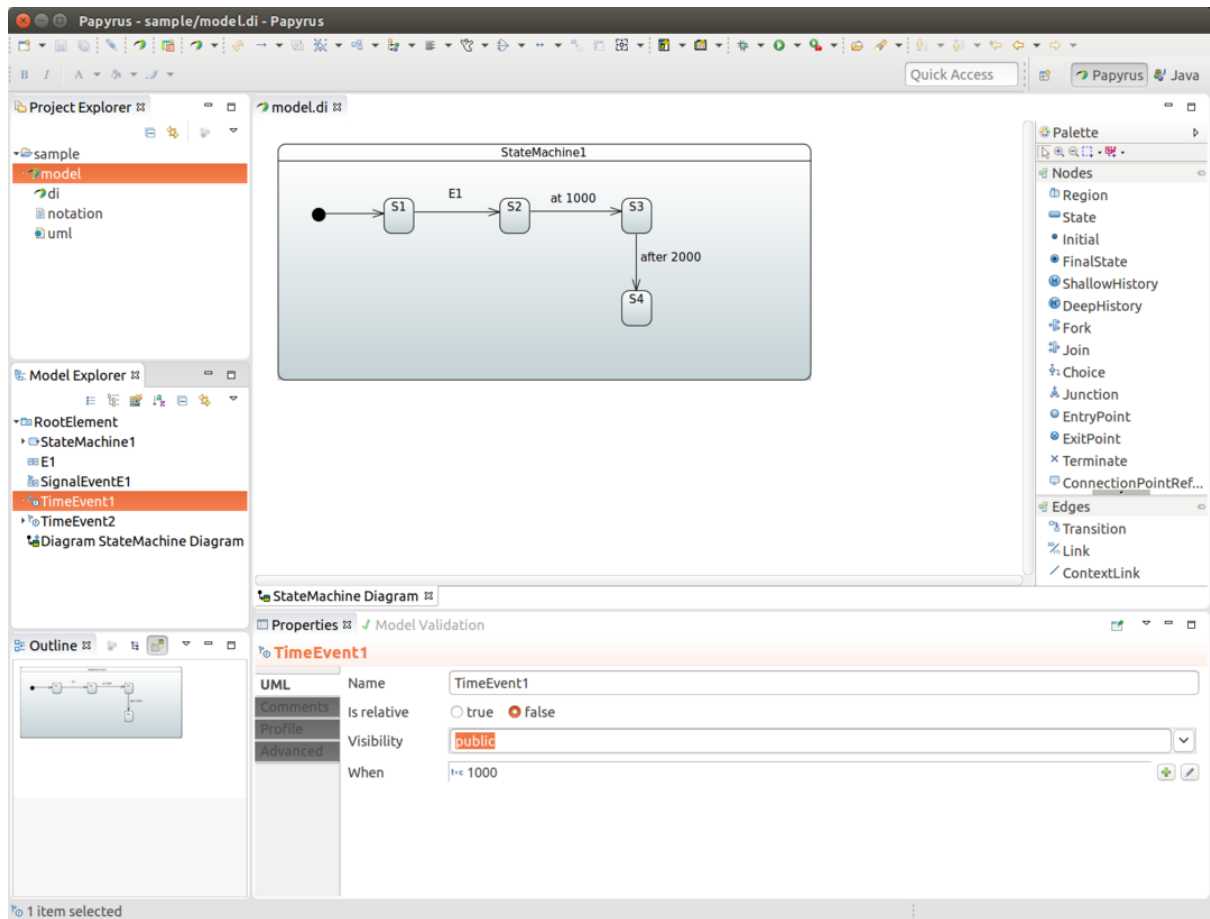 Papyrus - sample/model.di - Papyrus
B I A
Quick Access
Papyrus
Java
Project Explorer
sample
model
di
notation
uml
Model Explorer
RootElement
StateMachine1
E1
SignalEventE1
TimeEvent1
TimeEvent2
Diagram StateMachine Diagram
Outline
model.di
StateMachine1
S1
E1
S2
at 1000
S3
after 2000
S4
StateMachine Diagram
Palette
Nodes
Region
State
Initial
FinalState
ShallowHistory
DeepHistory
Fork
Join
Choice
Junction
EntryPoint
ExitPoint
Terminate
ConnectionPointRef...
Edges
Transition
Link
ContextLink
Properties
Model Validation
TimeEvent1
UML
Comments
Profile
Advanced
Name
TimeEvent1
Is relative
true
false
Visibility
public
When
1000
1 item selected